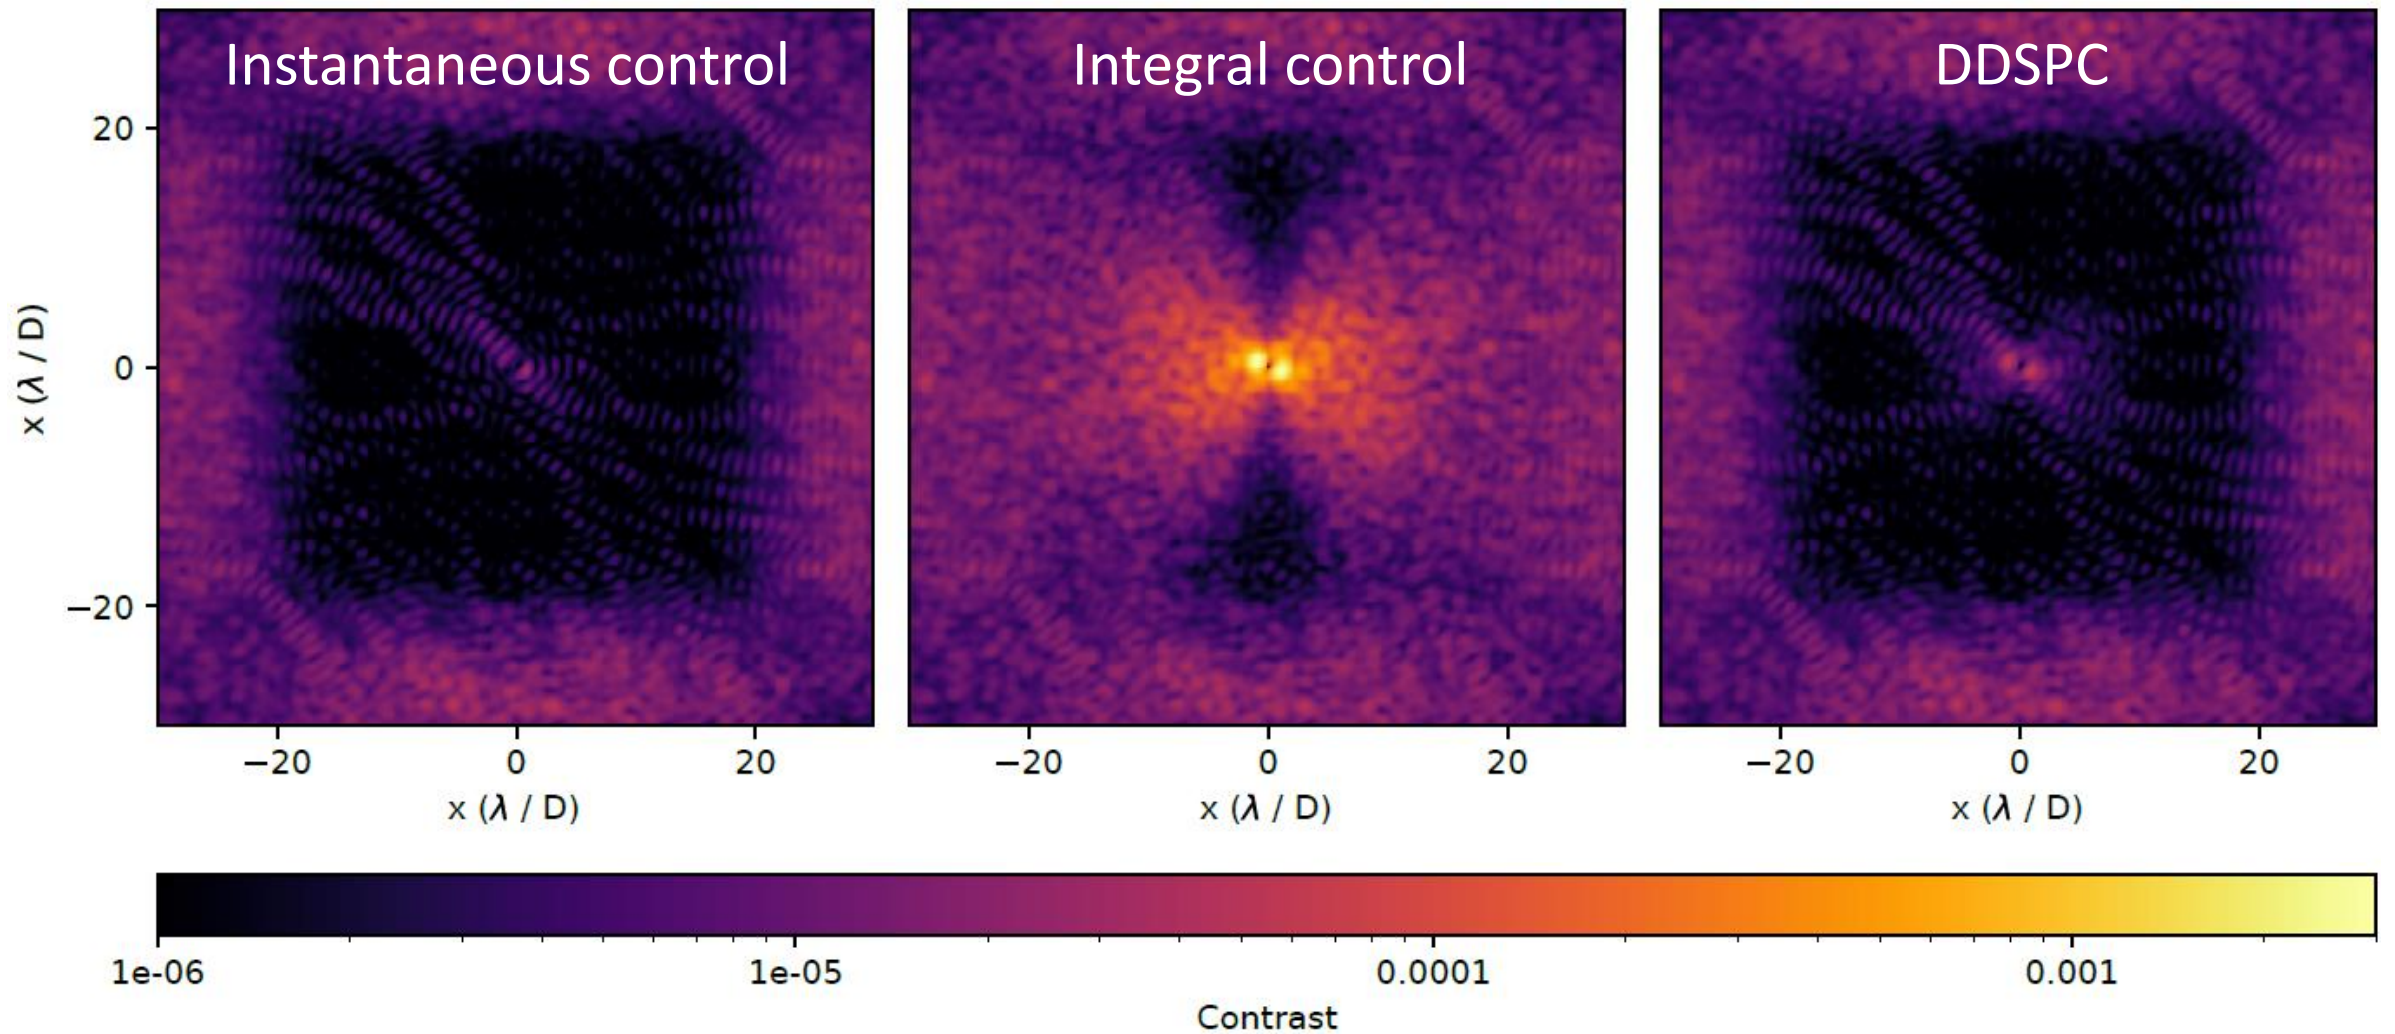 Instantaneous control
Integral control
DDSPC
x (λ / D)
20
0
−20
−20 0 20
−20 0 20
−20 0 20
x (λ / D)
x (λ / D)
x (λ / D)
1e-06 1e-05 0.0001 0.001
Contrast